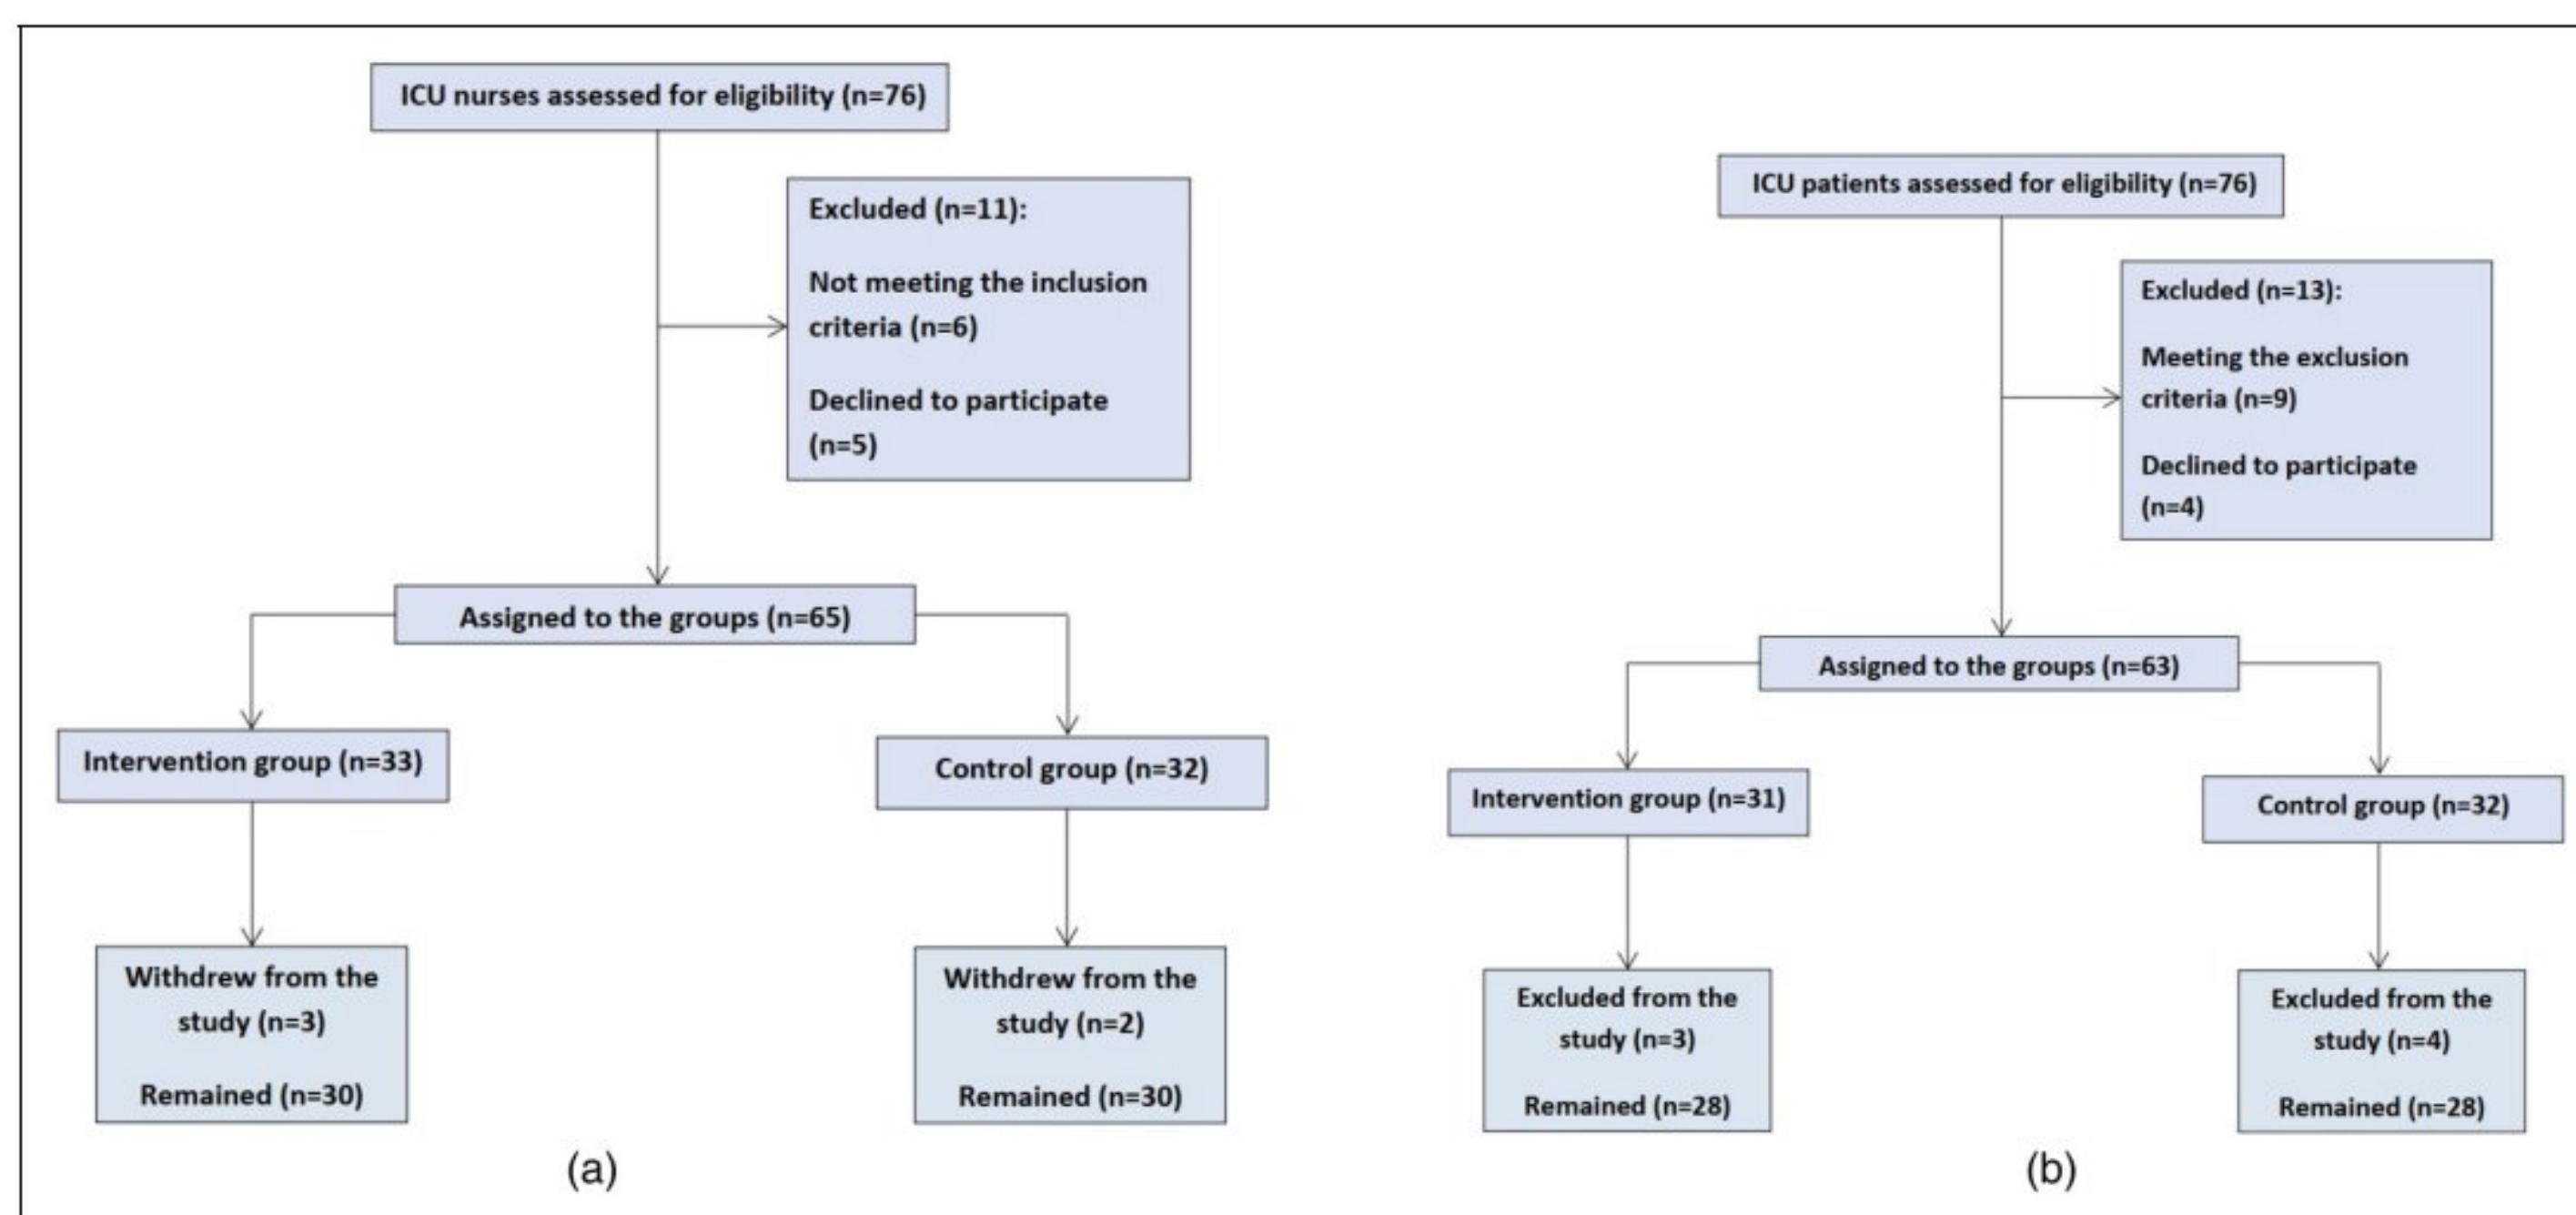 ICU nurses assessed for eligibility (n=76)
Excluded (n=11):
Not meeting the inclusion
criteria (n=6)
Declined to participate
(n=5)
Assigned to the groups (n=65)
Intervention group (n=33)
Control group (n=32)
Withdrew from the
study (n=3)
Remained (n=30)
Withdrew from the
study (n=2)
Remained (n=30)
(a)
ICU patients assessed for eligibility (n=76)
Excluded (n=13):
Meeting the exclusion
criteria (n=9)
Declined to participate
(n=4)
Assigned to the groups (n=63)
Intervention group (n=31)
Control group (n=32)
Excluded from the
study (n=3)
Remained (n=28)
Excluded from the
study (n=4)
Remained (n=28)
(b)